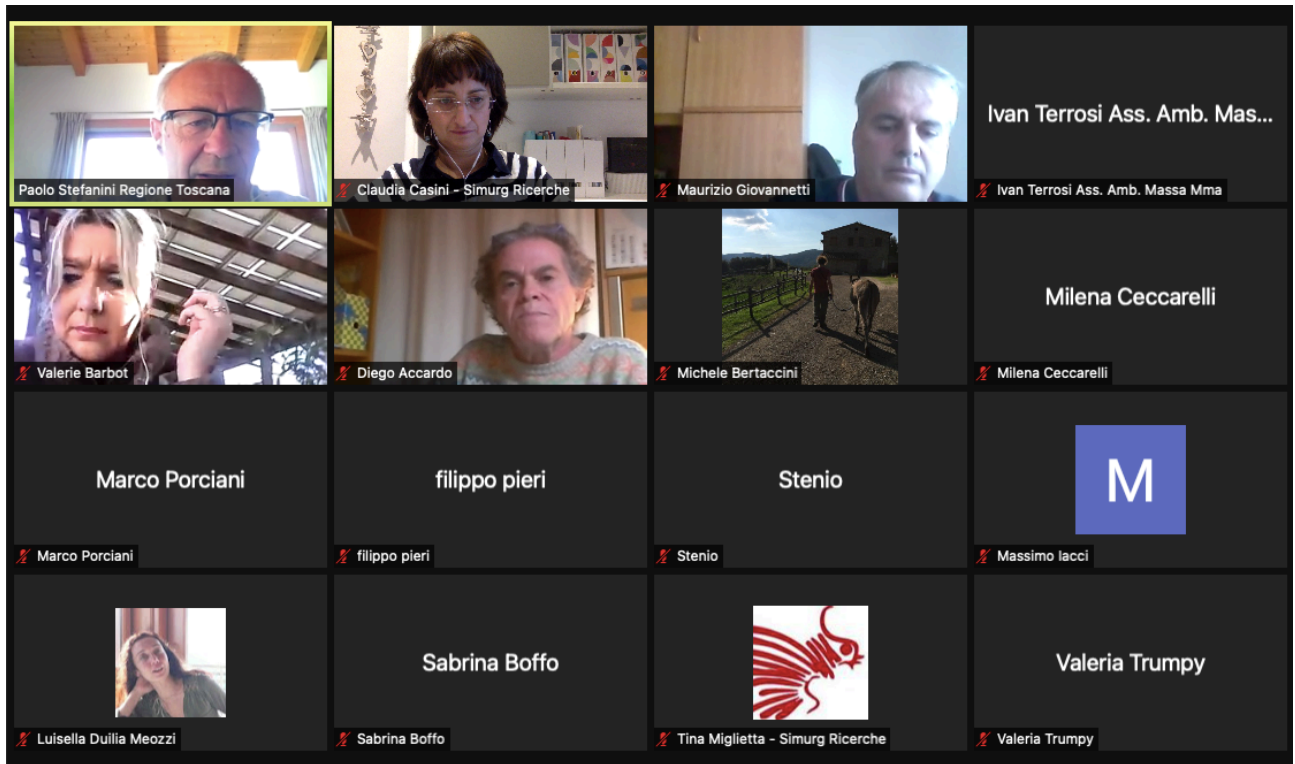 Paolo Stefanini Regione Toscana
Claudia Casini - Simurg Ricerche
Maurizio Giovannetti
Ivan Terrosi Ass. Amb. Mas...
Ivan Terrosi Ass. Amb. Massa Mma
Valerie Barbot
Diego Accardo
Michele Bertaccini
Milena Ceccarelli
Milena Ceccarelli
Marco Porciani
Marco Porciani
filippo pieri
filippo pieri
Stenio
Stenio
M
Massimo Iacci
Luisella Duilia Meozzi
Sabrina Boffo
Sabrina Boffo
Tina Miglietta - Simurg Ricerche
Valeria Trumpy
Valeria Trumpy